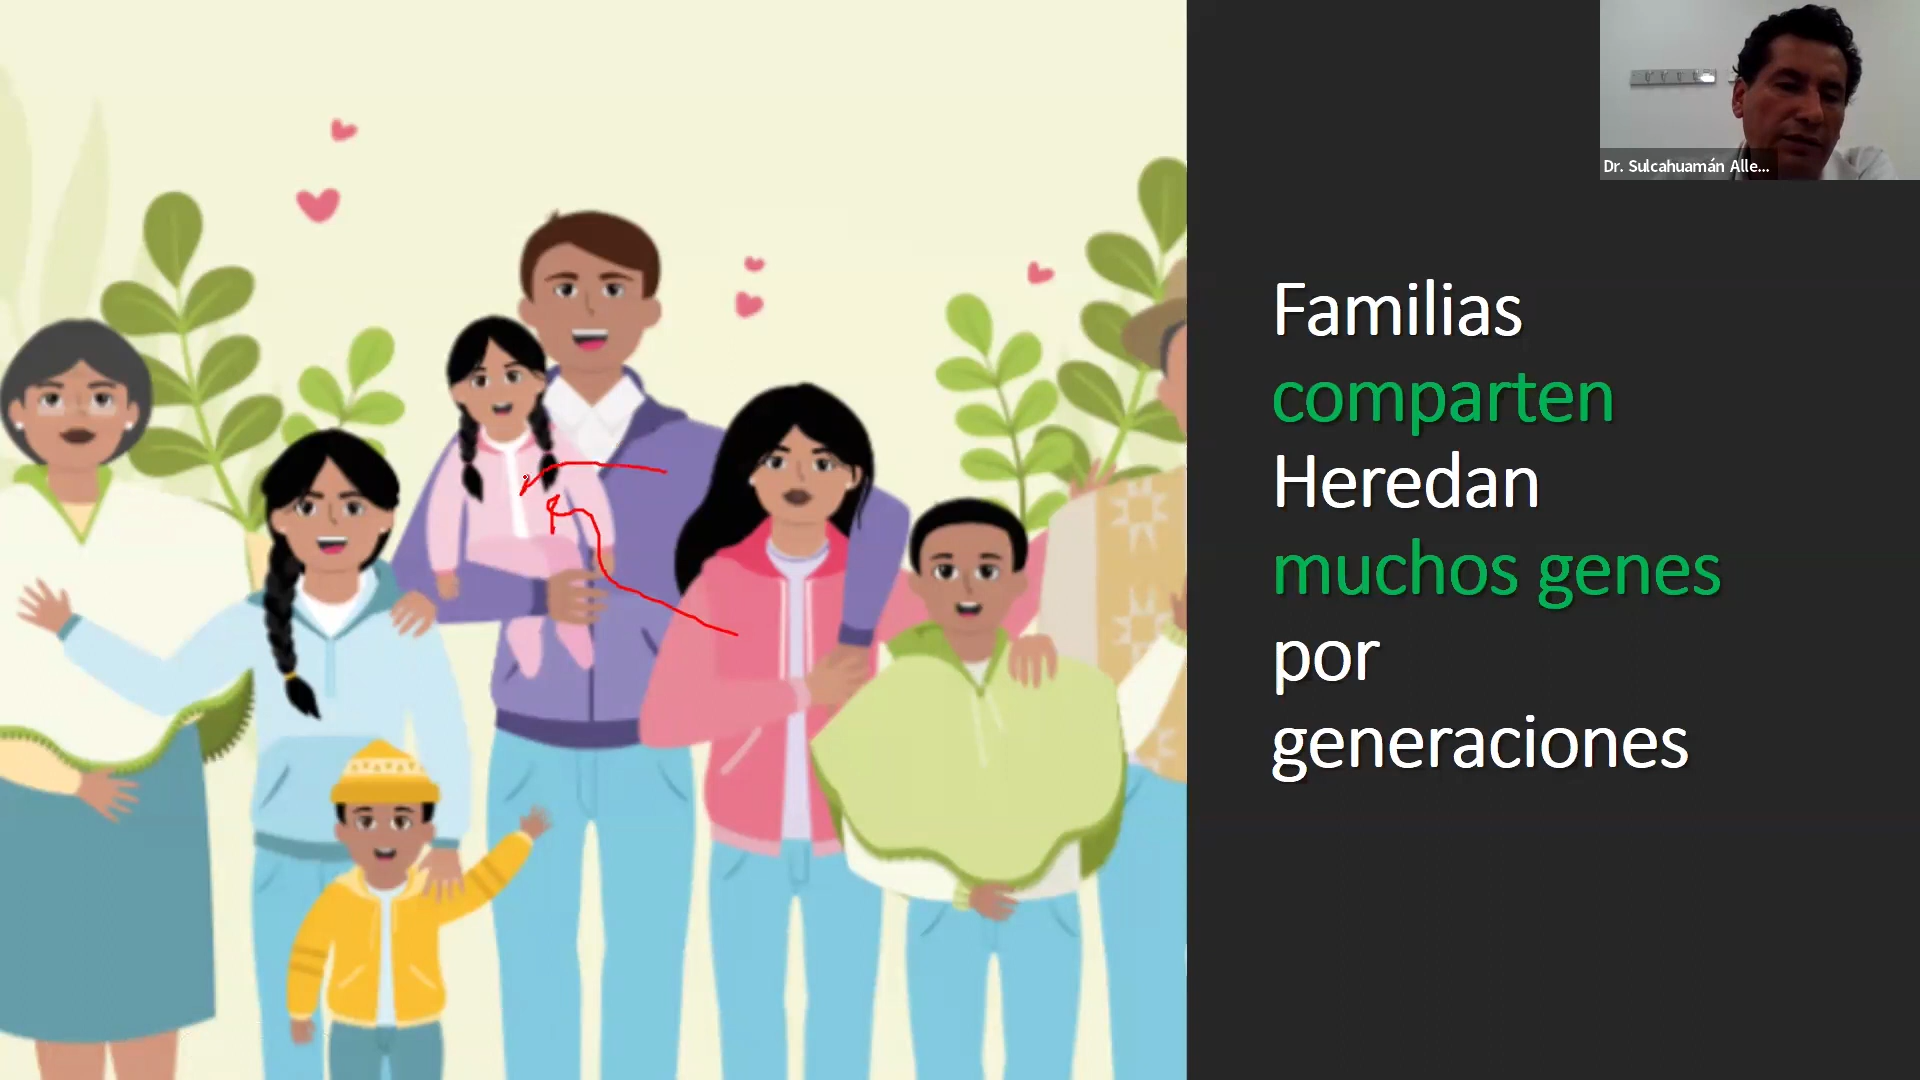 Dr. Sulcahuamán Alle...
Familias
comparten
Heredan
muchos genes
por
generaciones